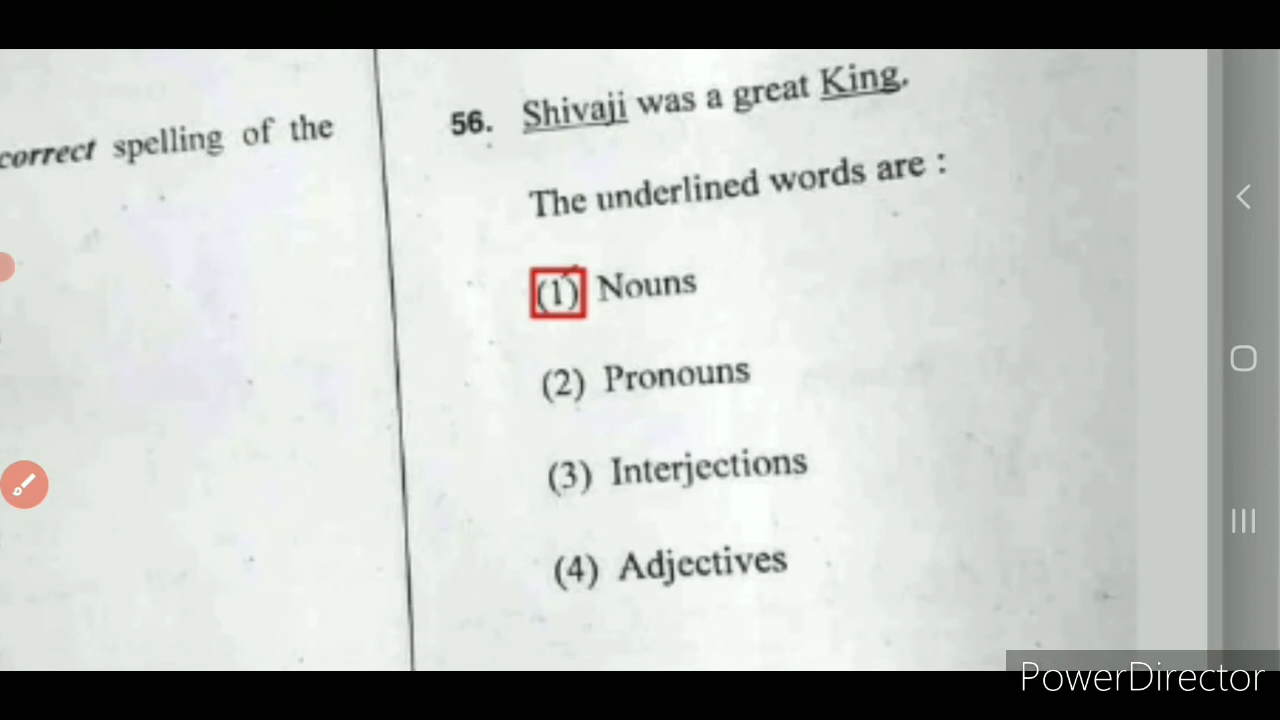 correct spelling of the
56. Shivaji was a great King.
The underlined words are :
(1) Nouns
(2) Pronouns
(3) Interjections
(4) Adjectives
PowerDirector